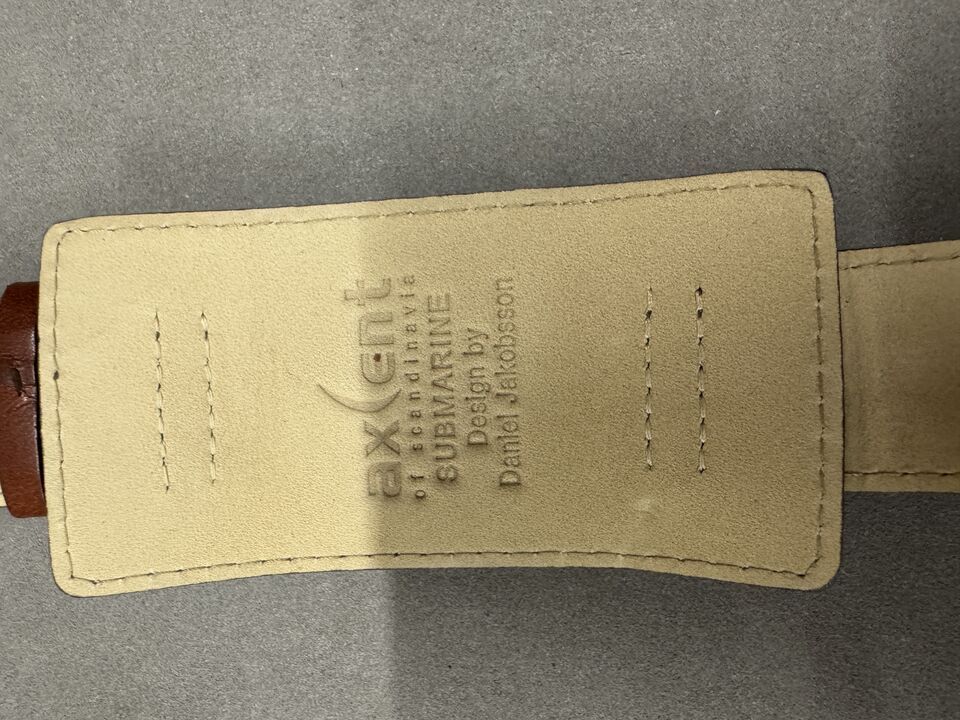 axcent
of scandinavia
SUBMARINE
Design by
Daniel Jakobsson